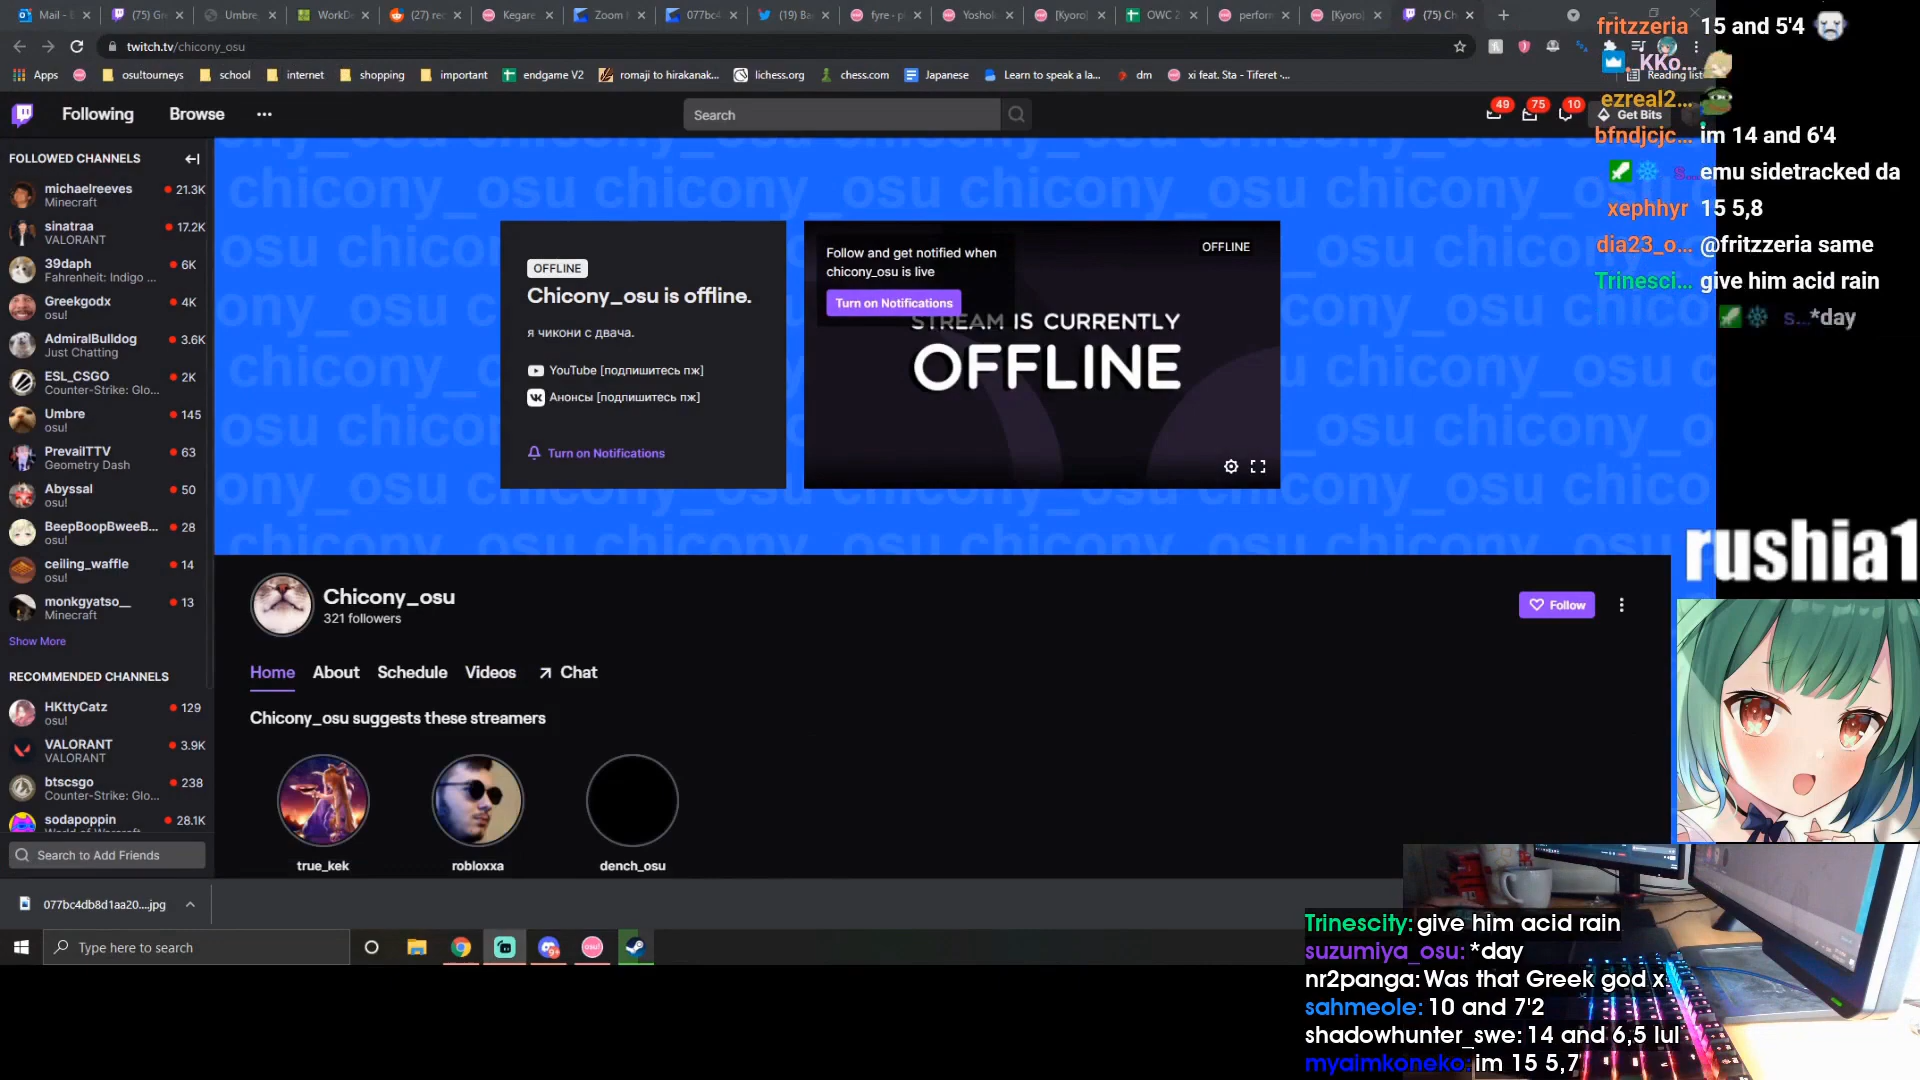 Mail - E
(75) Gr
Umbre
WorkD
(27) rec
Kegare
Zoom
077bc4
(19) Ba
fyre · p
Yoshol
[Kyoro]
OWC 2
perform
[Kyoro]
(75) Ch
twitch.tv/chicony_osu
Apps
osu!tourneys
school
internet
shopping
important
endgame V2
romaji to hirakanak...
lichess.org
chess.com
Japanese
Learn to speak a la...
dm
xi feat. Sta - Tiferet -...
Reading list
Following
Browse
Search
49
75
10
Get Bits
FOLLOWED CHANNELS
michaelreeves
21.3K
Minecraft
sinatraa
17.2K
VALORANT
39daph
6K
Fahrenheit: Indigo ...
Greekgodx
4K
osu!
AdmiralBulldog
3.6K
Just Chatting
ESL_CSGO
2K
Counter-Strike: Glo...
Umbre
145
osu!
PrevailTTV
63
Geometry Dash
Abyssal
50
osu!
BeepBoopBweeB...
28
osu!
ceiling_waffle
14
osu!
monkgyatso__
13
Minecraft
Show More
RECOMMENDED CHANNELS
HKttyCatz
129
osu!
VALORANT
3.9K
VALORANT
btscsgo
238
Counter-Strike: Glo...
sodapoppin
28.1K
World of Warcraft
Search to Add Friends
OFFLINE
Chicony_osu is offline.
я чикони с двача.
YouTube [подпишитесь пж]
Анонсы [подпишитесь пж]
Turn on Notifications
Follow and get notified when
chicony_osu is live
Turn on Notifications
OFFLINE
STREAM IS CURRENTLY
OFFLINE
Chicony_osu
321 followers
Follow
Home
About
Schedule
Videos
Chat
Chicony_osu suggests these streamers
true_kek
robloxxa
dench_osu
077bc4db8d1aa20....jpg
Type here to search
fritzzeria 15 and 5'4
KKo...
ezreal2...
bfndjcjc... im 14 and 6'4
s... emu sidetracked da
xephhyr 15 5,8
dia23_o... @fritzzeria same
Trinesci... give him acid rain
s... *day
rushia1
Trinescity: give him acid rain
suzumiya_osu: *day
nr2panga: Was that Greek god x
sahmeole: 10 and 7'2
shadowhunter_swe: 14 and 6,5 lul
myaimkoneko: im 15 5,7